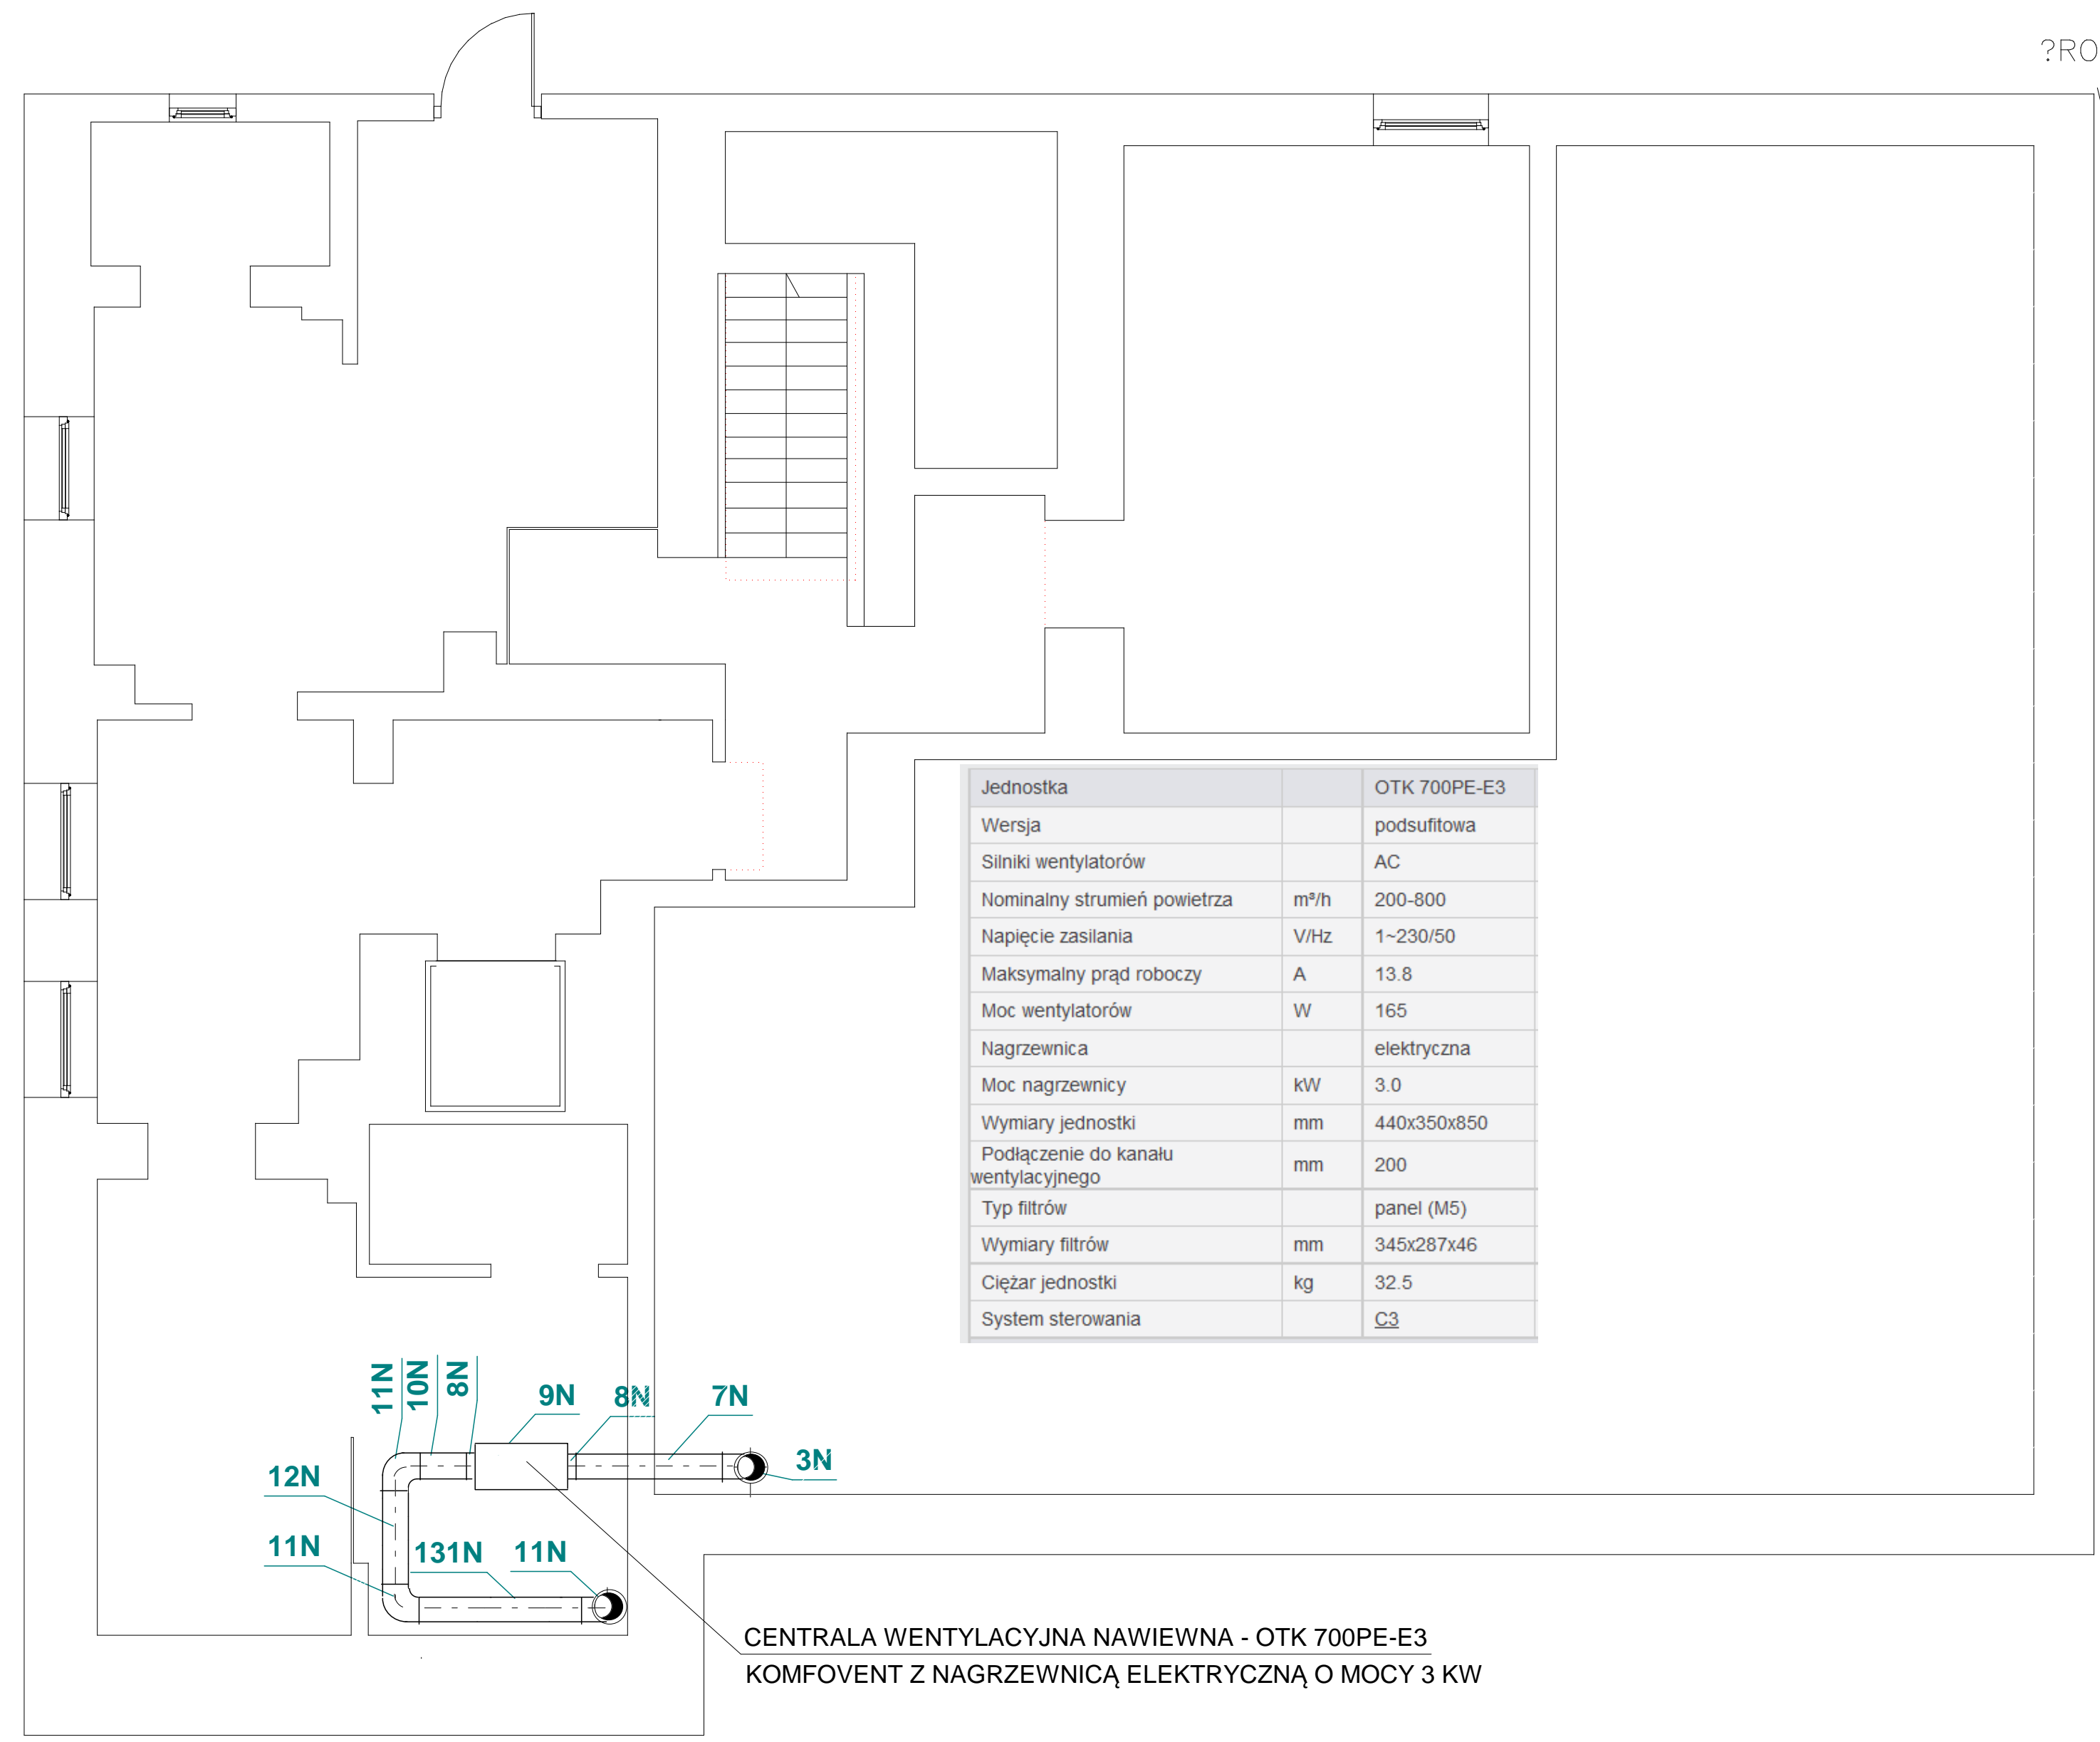 ?RO
Jednostka OTK 700PE-E3
Wersja podsufitowa
Silniki wentylatorów AC
Nominalny strumień powietrza m³/h 200-800
Napięcie zasilania V/Hz 1~230/50
Maksymalny prąd roboczy A 13.8
Moc wentylatorów W 165
Nagrzewnica elektryczna
Moc nagrzewnicy kW 3.0
Wymiary jednostki mm 440x350x850
Podłączenie do kanału
wentylacyjnego mm 200
Typ filtrów panel (M5)
Wymiary filtrów mm 345x287x46
Ciężar jednostki kg 32.5
System sterowania C3
11N
10N
8N
9N
8N
7N
3N
12N
11N
131N
11N
CENTRALA WENTYLACYJNA NAWIEWNA - OTK 700PE-E3
KOMFOVENT Z NAGRZEWNICĄ ELEKTRYCZNĄ O MOCY 3 KW